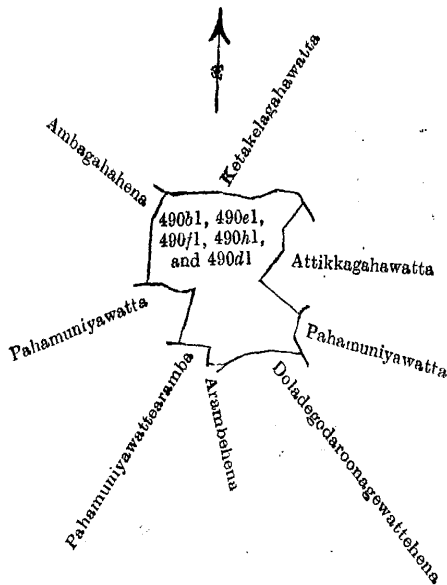 Ketakelagahawatta
Ambagahahena
490b1, 490e1,
490f1, 490h1,
and 490d1
Attikkagahawatta
Pahamuniyawatta
Pahamuniyawatta
Pahamuniyawattearamba
Arambehena
Doladegodaroonagewattehena